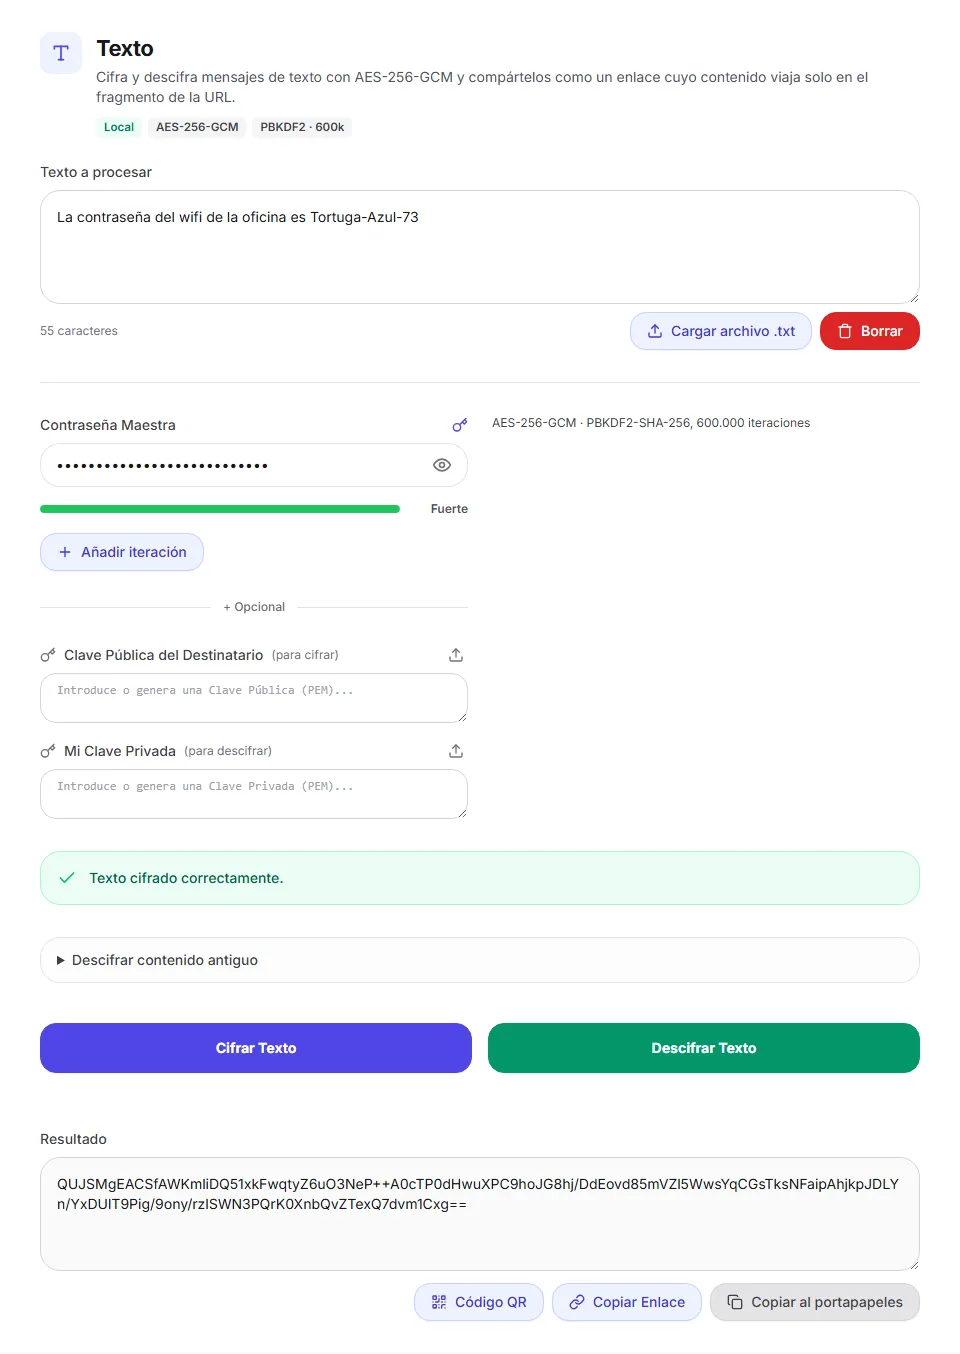 Texto
Cifra y descifra mensajes de texto con AES-256-GCM y compártelos como un enlace cuyo contenido viaja solo en el
fragmento de la URL.
Local AES-256-GCM PBKDF2 · 600k
Texto a procesar
La contraseña del wifi de la oficina es Tortuga-Azul-73
55 caracteres
Cargar archivo .txt
Borrar
Contraseña Maestra
AES-256-GCM · PBKDF2-SHA-256, 600.000 iteraciones
Fuerte
Añadir iteración
+ Opcional
Clave Pública del Destinatario (para cifrar)
Introduce o genera una Clave Pública (PEM)...
Mi Clave Privada (para descifrar)
Introduce o genera una Clave Privada (PEM)...
Texto cifrado correctamente.
Descifrar contenido antiguo
Cifrar Texto
Descifrar Texto
Resultado
QUJSMgEACSfAWKmIiDQ51xkFwqtyZ6uO3NeP++A0cTP0dHwuXPC9hoJG8hj/DdEovd85mVZI5WwsYqCGsTksNFaipAhjkpJDLY
n/YxDUIT9Pig/9ony/rzISWN3PQrK0XnbQvZTexQ7dvm1Cxg==
Código QR
Copiar Enlace
Copiar al portapapeles